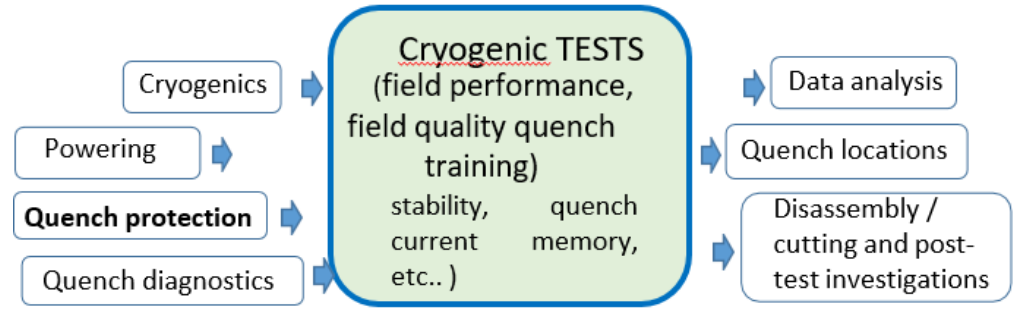 Cryogenics
Powering
Quench protection
Quench diagnostics
Cryogenic TESTS
(field performance,
field quality quench
training)
stability, quench
current memory,
etc.. )
Data analysis
Quench locations
Disassembly /
cutting and post-
test investigations